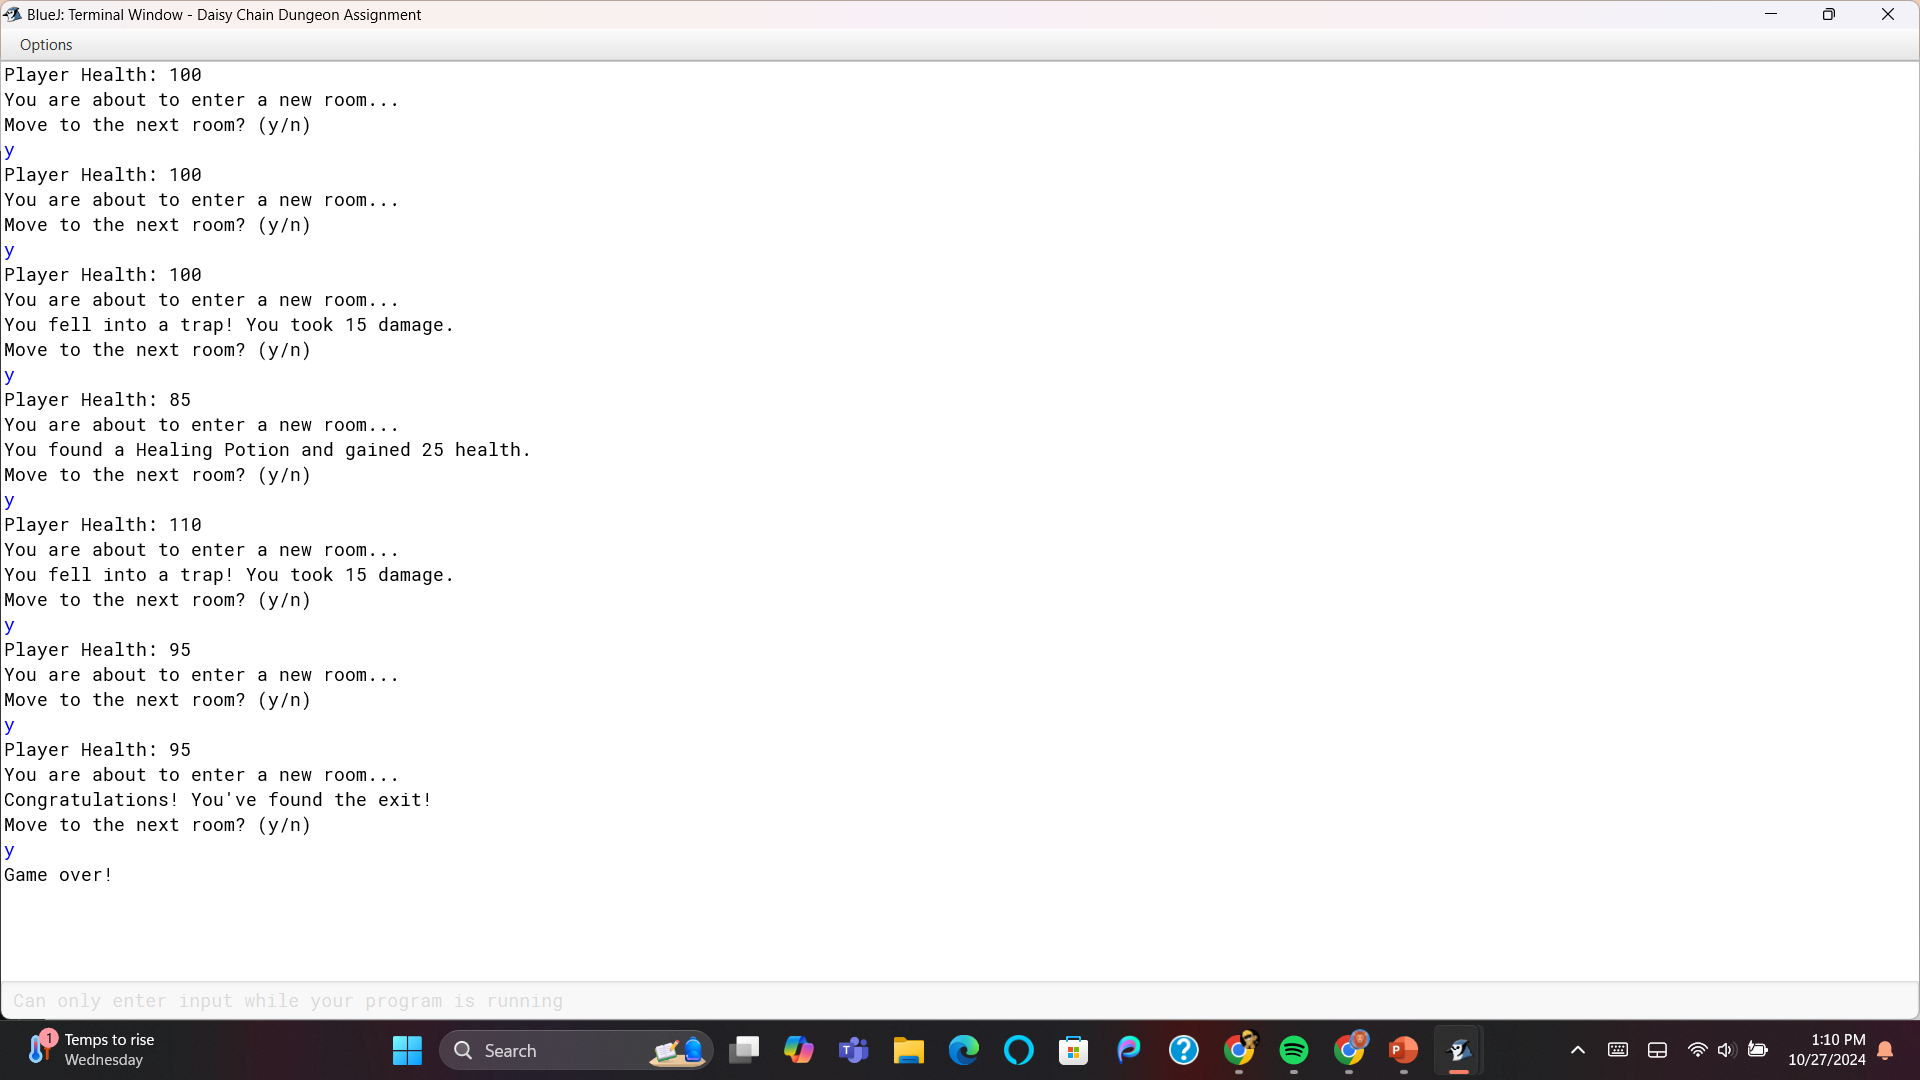 BlueJ: Terminal Window - Daisy Chain Dungeon Assignment
Options
Player Health: 100
You are about to enter a new room...
Move to the next room? (y/n)
y
Player Health: 100
You are about to enter a new room...
Move to the next room? (y/n)
y
Player Health: 100
You are about to enter a new room...
You fell into a trap! You took 15 damage.
Move to the next room? (y/n)
y
Player Health: 85
You are about to enter a new room...
You found a Healing Potion and gained 25 health.
Move to the next room? (y/n)
y
Player Health: 110
You are about to enter a new room...
You fell into a trap! You took 15 damage.
Move to the next room? (y/n)
y
Player Health: 95
You are about to enter a new room...
Move to the next room? (y/n)
y
Player Health: 95
You are about to enter a new room...
Congratulations! You've found the exit!
Move to the next room? (y/n)
y
Game over!
Can only enter input while your program is running
1
Temps to rise
Wednesday
Search
1:10 PM
10/27/2024